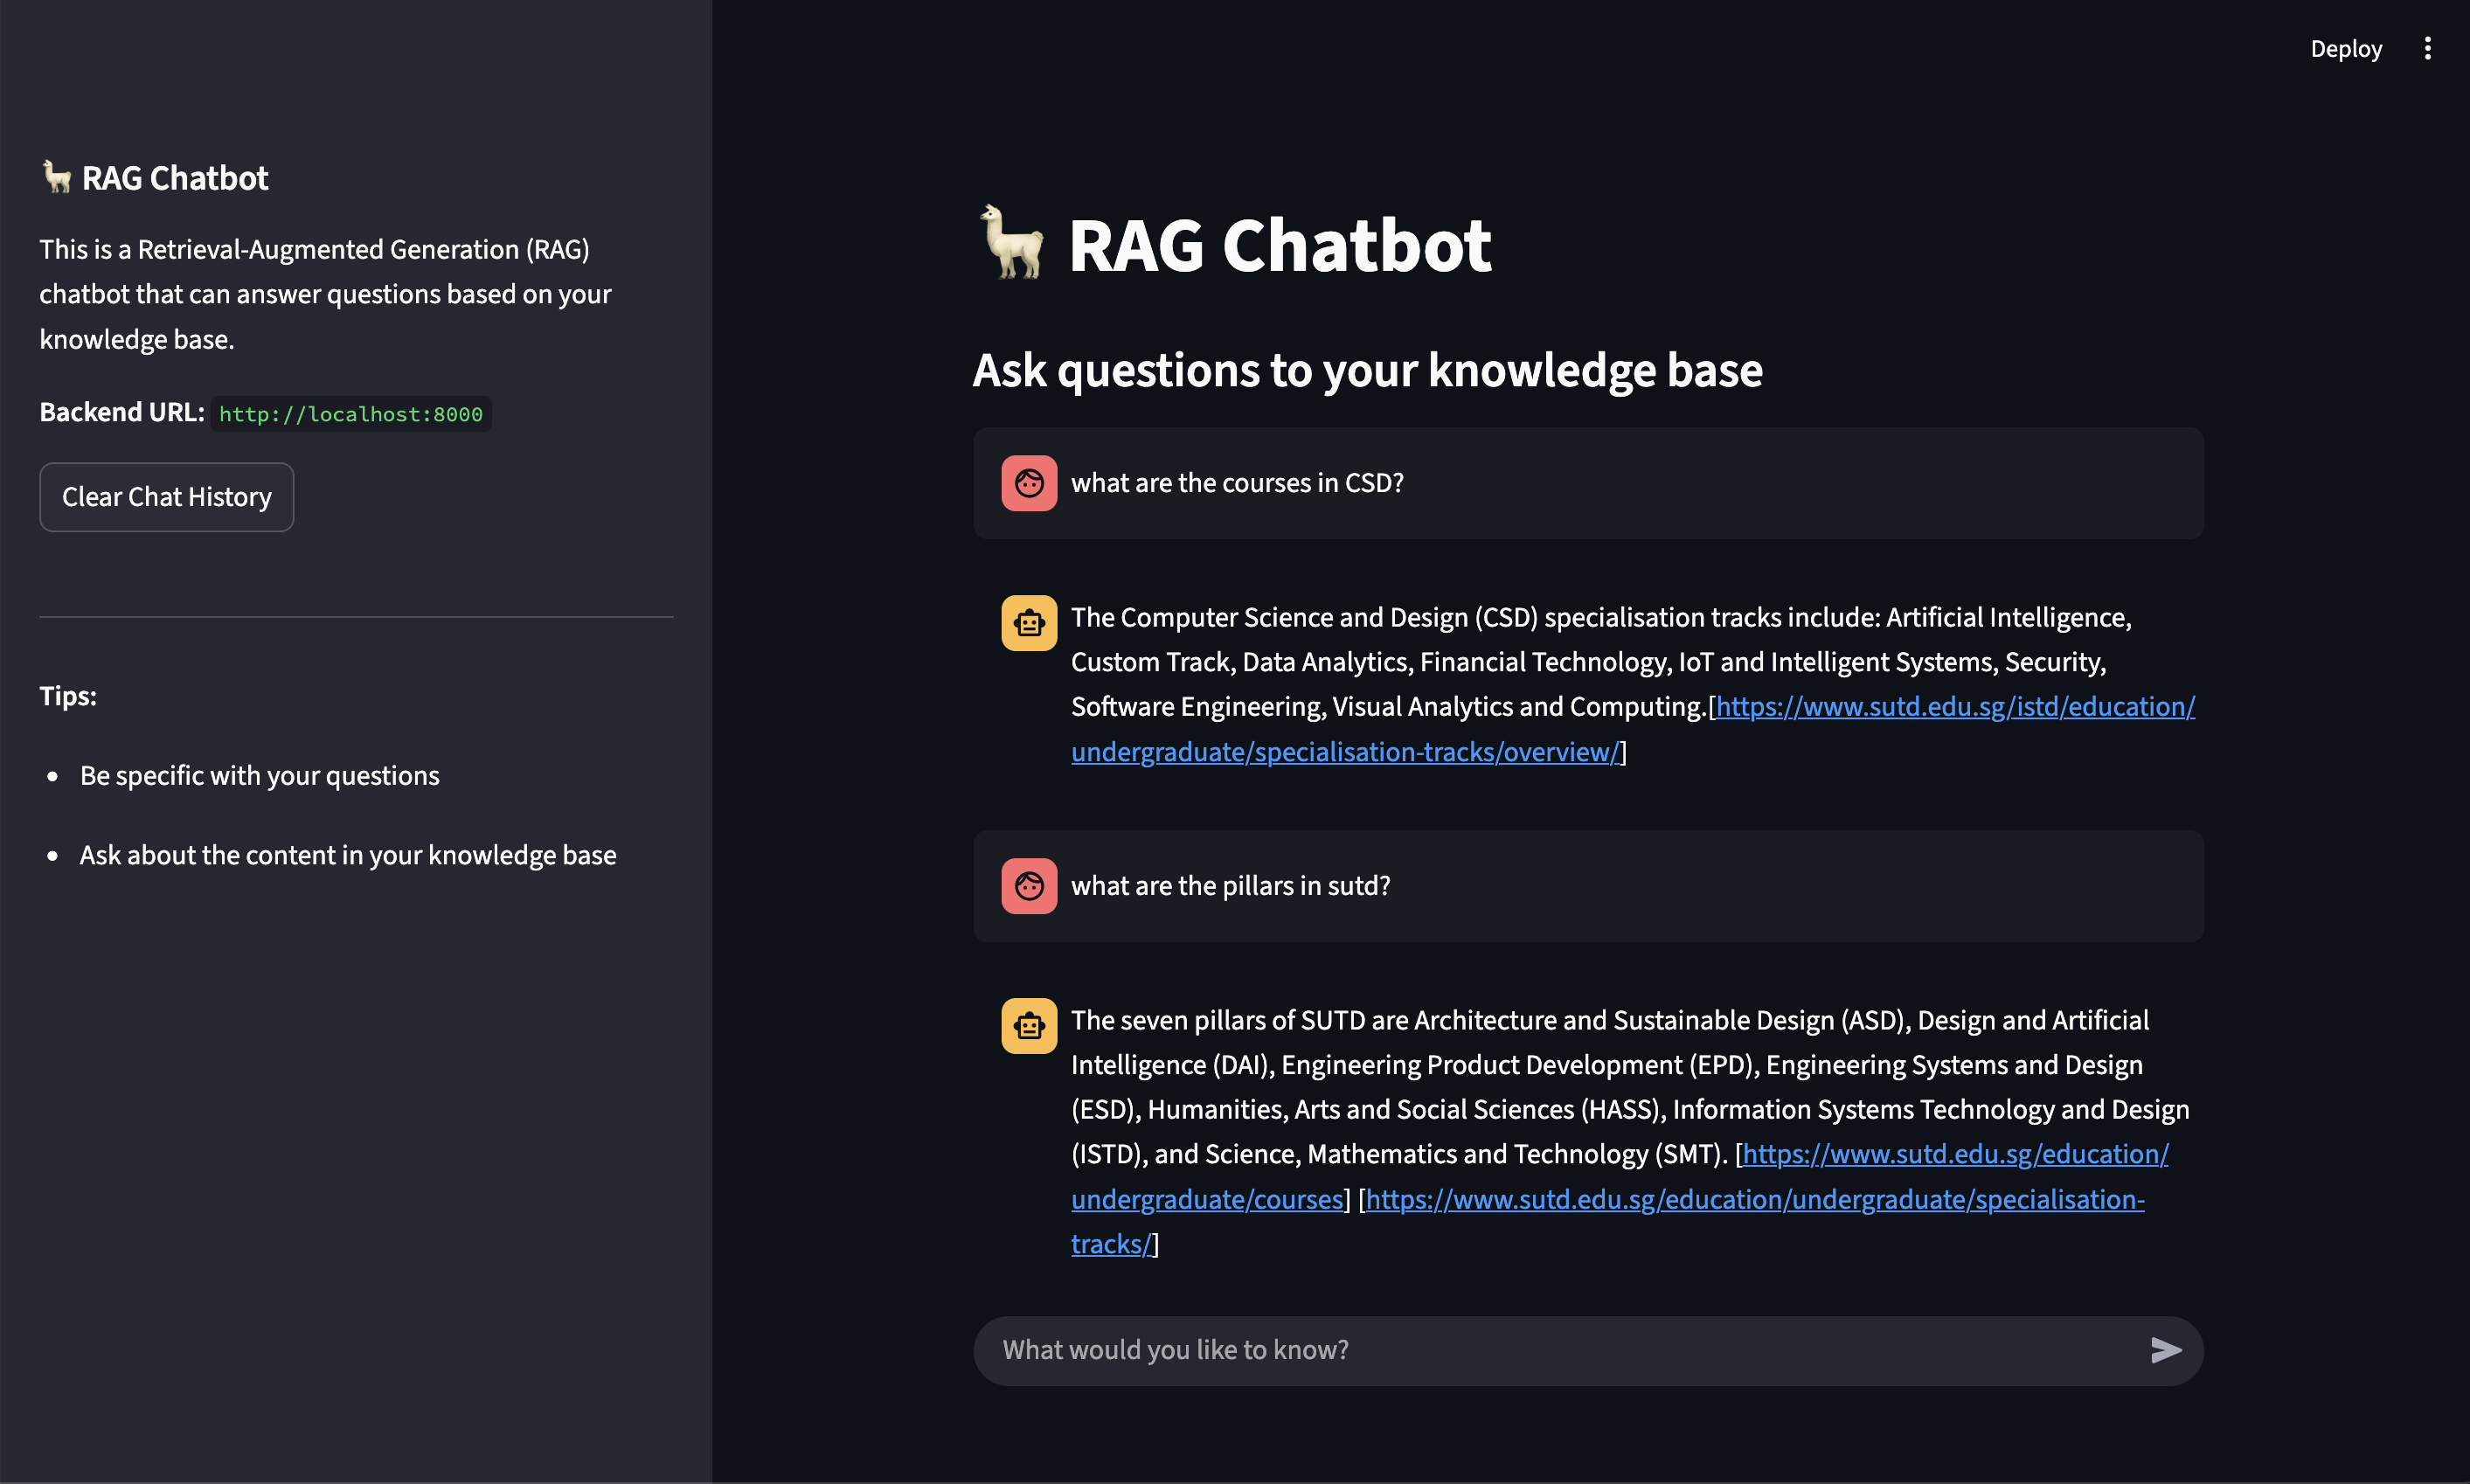 Deploy
RAG Chatbot
This is a Retrieval-Augmented Generation (RAG)
chatbot that can answer questions based on your
knowledge base.
Backend URL: http://localhost:8000
Clear Chat History
Tips:
• Be specific with your questions
• Ask about the content in your knowledge base
RAG Chatbot
Ask questions to your knowledge base
what are the courses in CSD?
The Computer Science and Design (CSD) specialisation tracks include: Artificial Intelligence,
Custom Track, Data Analytics, Financial Technology, IoT and Intelligent Systems, Security,
Software Engineering, Visual Analytics and Computing.[https://www.sutd.edu.sg/istd/education/
undergraduate/specialisation-tracks/overview/]
what are the pillars in sutd?
The seven pillars of SUTD are Architecture and Sustainable Design (ASD), Design and Artificial
Intelligence (DAI), Engineering Product Development (EPD), Engineering Systems and Design
(ESD), Humanities, Arts and Social Sciences (HASS), Information Systems Technology and Design
(ISTD), and Science, Mathematics and Technology (SMT). [https://www.sutd.edu.sg/education/
undergraduate/courses] [https://www.sutd.edu.sg/education/undergraduate/specialisation-
tracks/]
What would you like to know?